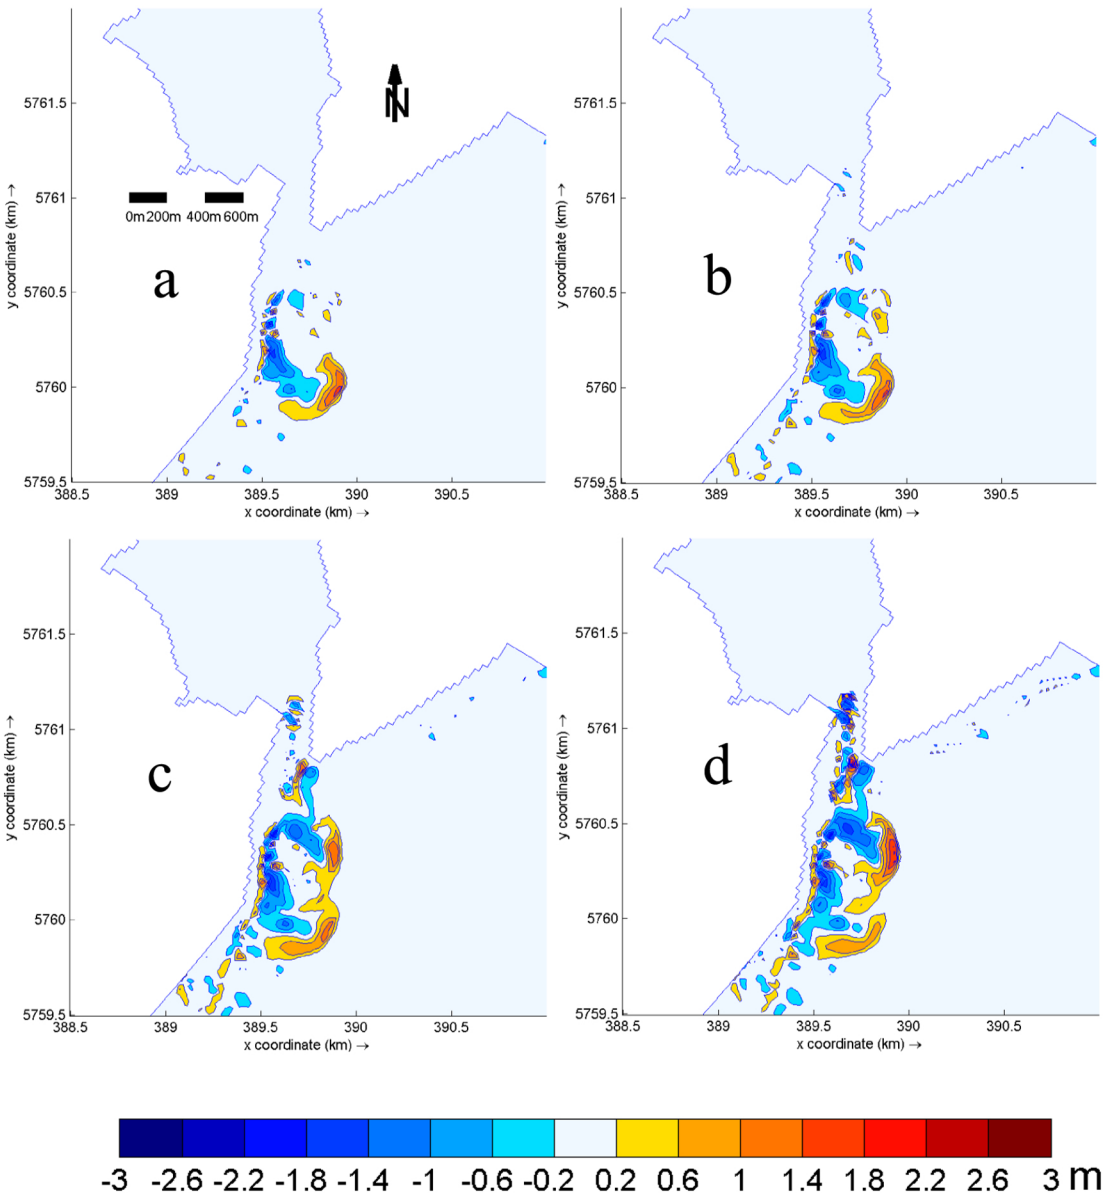 N
5761.5
5761
0m 200m 400m 600m
a
5760.5
5760
5759.5
388.5 389 389.5 390 390.5
x coordinate (km) →
y coordinate (km) →
5761.5
5761
b
5760.5
5760
5759.5
388.5 389 389.5 390 390.5
x coordinate (km) →
y coordinate (km) →
5761.5
5761
c
5760.5
5760
5759.5
388.5 389 389.5 390 390.5
x coordinate (km) →
y coordinate (km) →
5761.5
5761
d
5760.5
5760
5759.5
388.5 389 389.5 390 390.5
x coordinate (km) →
y coordinate (km) →
-3 -2.6 -2.2 -1.8 -1.4 -1 -0.6 -0.2 0.2 0.6 1 1.4 1.8 2.2 2.6 3 m